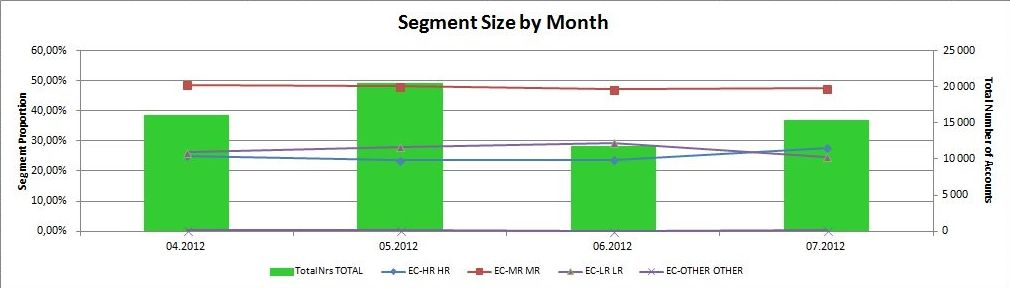 Segment Size by Month
60,00%
50,00%
40,00%
30,00%
20,00%
10,00%
0,00%
Segment Proportion
25 000
20 000
15 000
10 000
5 000
0
Total Number of Accounts
04.2012 05.2012 06.2012 07.2012
TotalNrs TOTAL EC-HR HR EC-MR MR EC-LR LR EC-OTHER OTHER